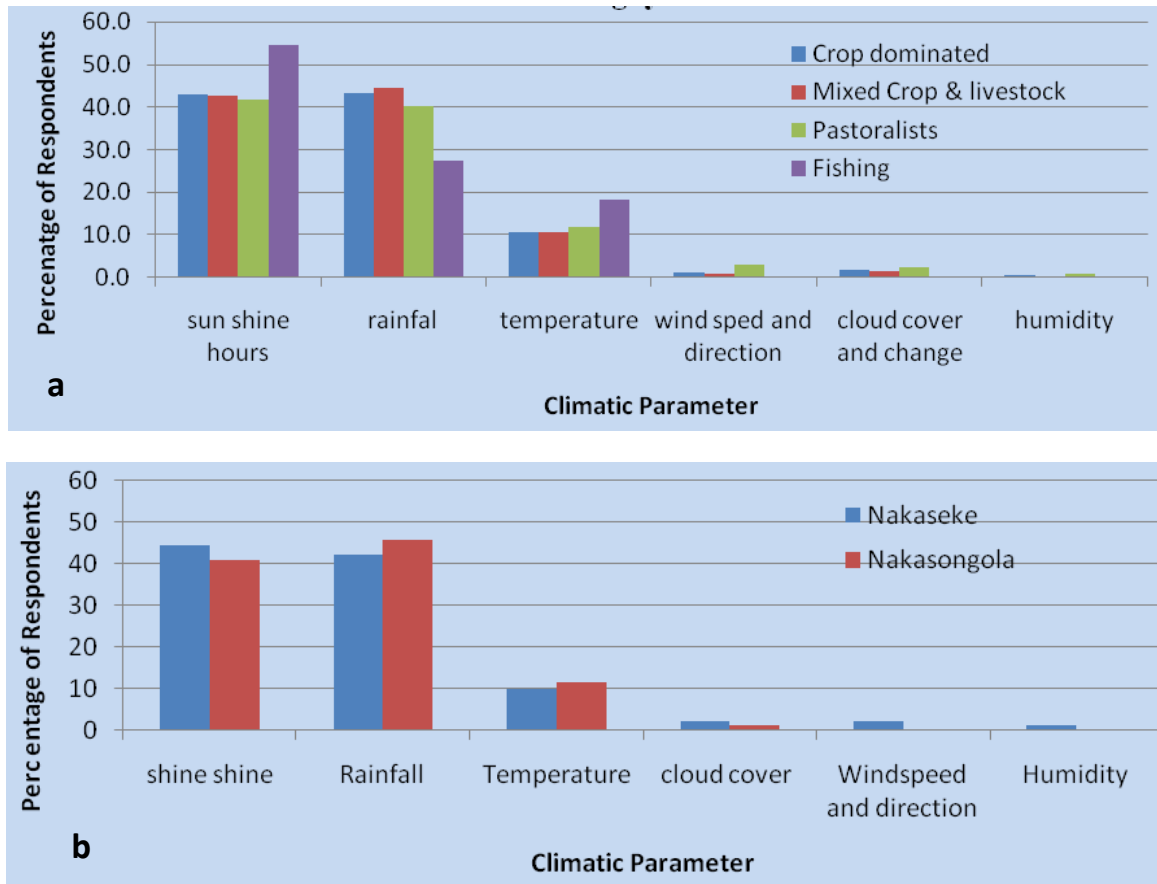 60.0
50.0
40.0
30.0
20.0
10.0
0.0
Percenatge of Respondents
Crop dominated
Mixed Crop & livestock
Pastoralists
Fishing
sun shine
hours
rainfal
temperature
wind sped and
direction
cloud cover
and change
humidity
a
Climatic Parameter
60
50
40
30
20
10
0
Percentage of Respondents
Nakaseke
Nakasongola
shine shine
Rainfall
Temperature
cloud cover
Windspeed
and direction
Humidity
b
Climatic Parameter